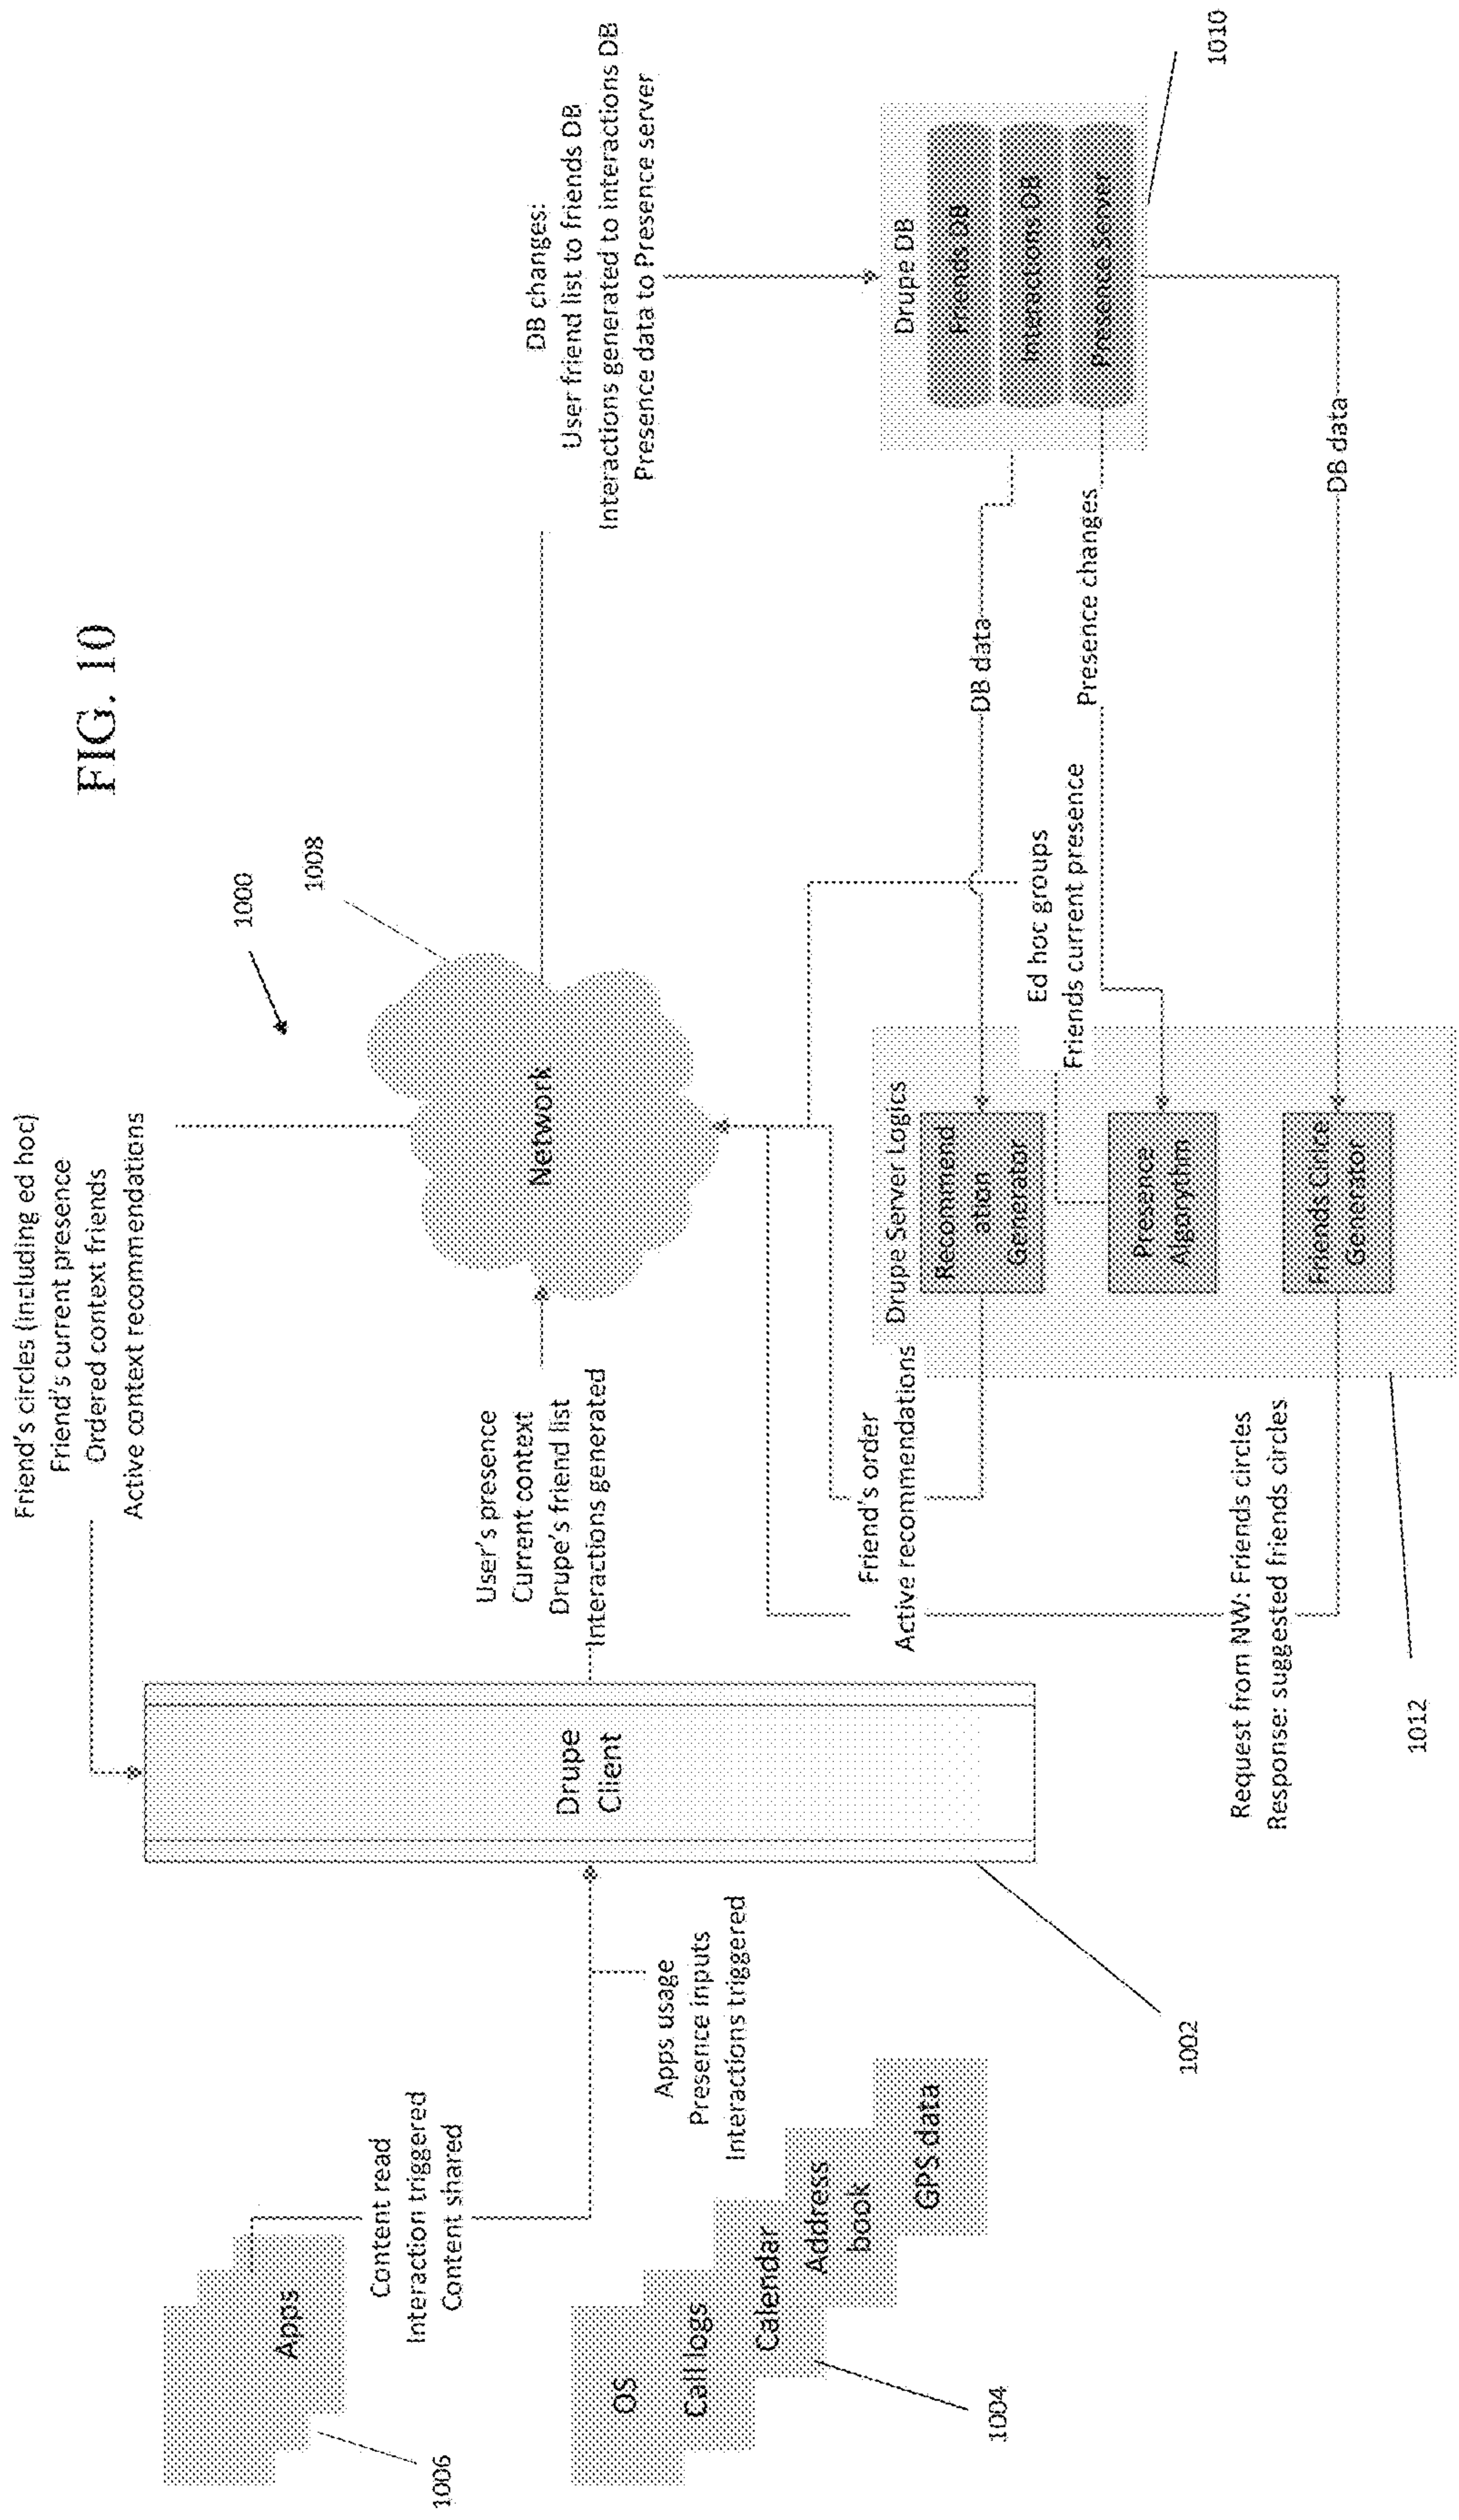 FIG. 10
1000
1008
Friend's circles (including ed hoc)
Friend's current presence
Ordered context friends
Active context recommendations
Apps
1006
Content read
Interaction triggered
Content shared
OS
Call logs
Calendar
Address
book
GPS data
1004
Apps usage
Presence inputs
Interactions triggered
Drupe
Client
1002
User's presence
Current context
Drupe's friend list
Interactions generated
Network
DB changes:
User friend list to friends DB
Interactions generated to interactions DB
Presence data to Presence server
Drupe DB
Friends DB
Interactions DB
Presence Server
1010
DB data
Presence changes
DB data
Ed hoc groups
Friends current presence
Drupe Server Logics
Recommend
ation
Generator
Presence
Algorythm
Friends Cirlce
Generator
Friend's order
Active recommendations
Request from NW: Friends circles
Response: suggested friends circles
1012